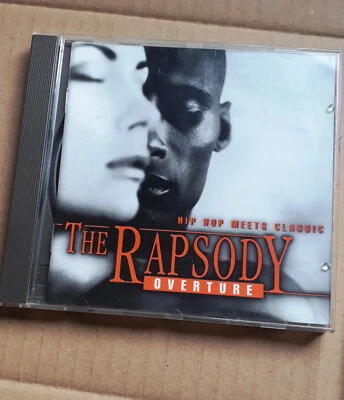 HIP HOP MEETS CLASSIC
THE RAPSODY
OVERTURE